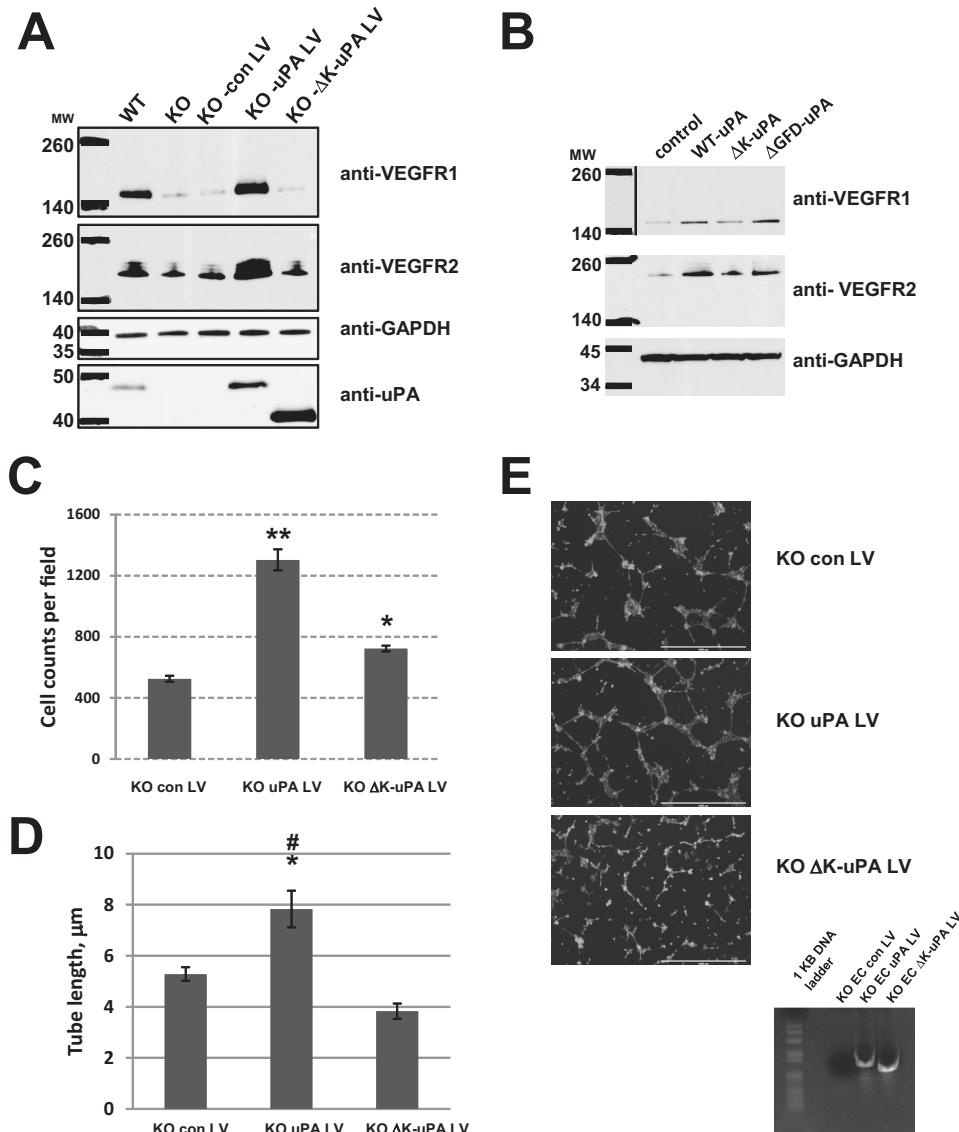 A
WT
KO
KO -con LV
KO -uPA LV
KO -ΔK-uPA LV
MW
260
140
anti-VEGFR1
260
140
anti-VEGFR2
40
35
anti-GAPDH
50
40
anti-uPA
B
control
WT-uPA
ΔK-uPA
ΔGFD-uPA
MW
260
140
anti-VEGFR1
260
140
anti- VEGFR2
45
34
anti-GAPDH
C
Cell counts per field
1600
1200
800
400
0
**
*
KO con LV
KO uPA LV
KO ΔK-uPA LV
D
Tube length, μm
10
8
6
4
2
0
#
*
KO con LV
KO uPA LV
KO ΔK-uPA LV
E
KO con LV
KO uPA LV
KO ΔK-uPA LV
1 KB DNA
ladder
KO EC con LV
KO EC uPA LV
KO EC ΔK-uPA LV